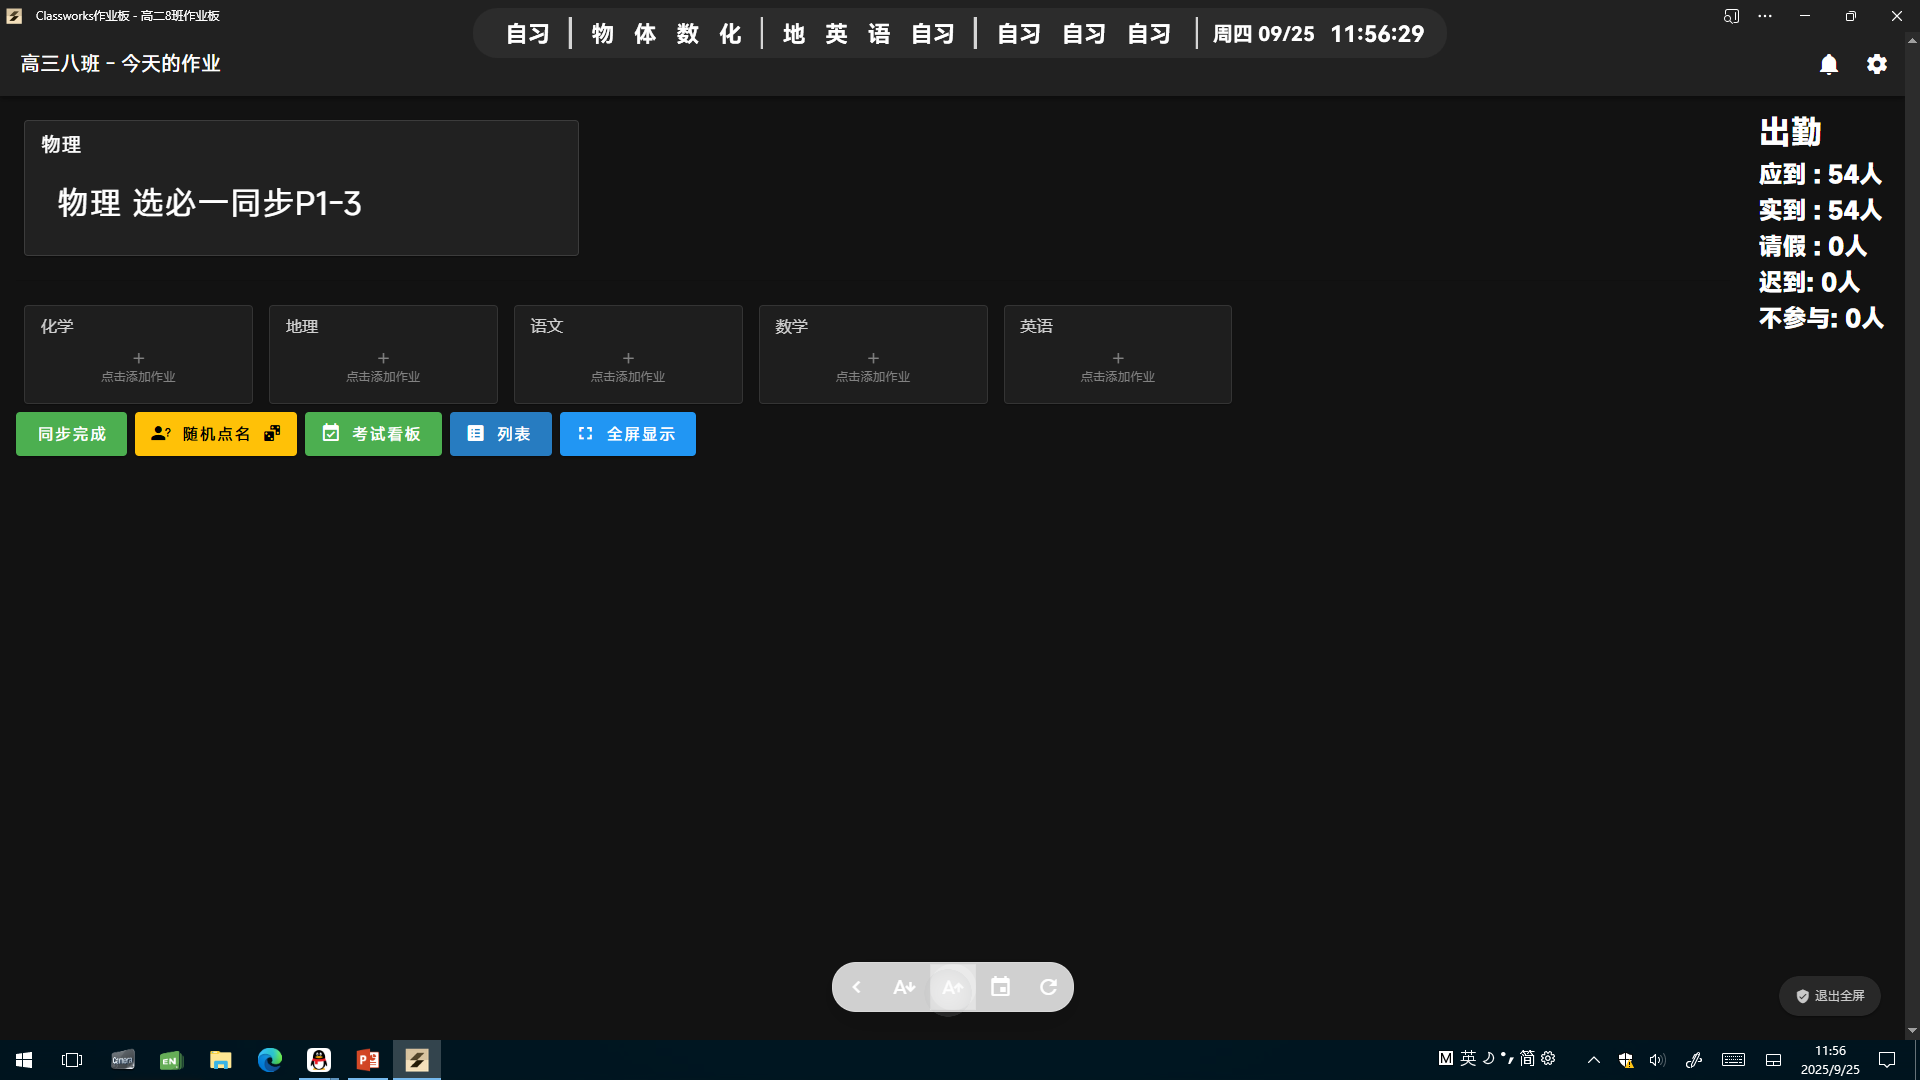 Classworks作业板 - 高二8班作业板
自习 | 物 体 数 化 | 地 英 语 自习 | 自习 自习 自习 | 周四 09/25 11:56:29
高三八班 - 今天的作业
物理
物理 选必一同步P1-3
出勤
应到 : 54人
实到 : 54人
请假 : 0人
迟到: 0人
不参与: 0人
化学
点击添加作业
地理
点击添加作业
语文
点击添加作业
数学
点击添加作业
英语
点击添加作业
同步完成
随机点名
考试看板
列表
全屏显示
退出全屏
EN
M 英 简
11:56
2025/9/25